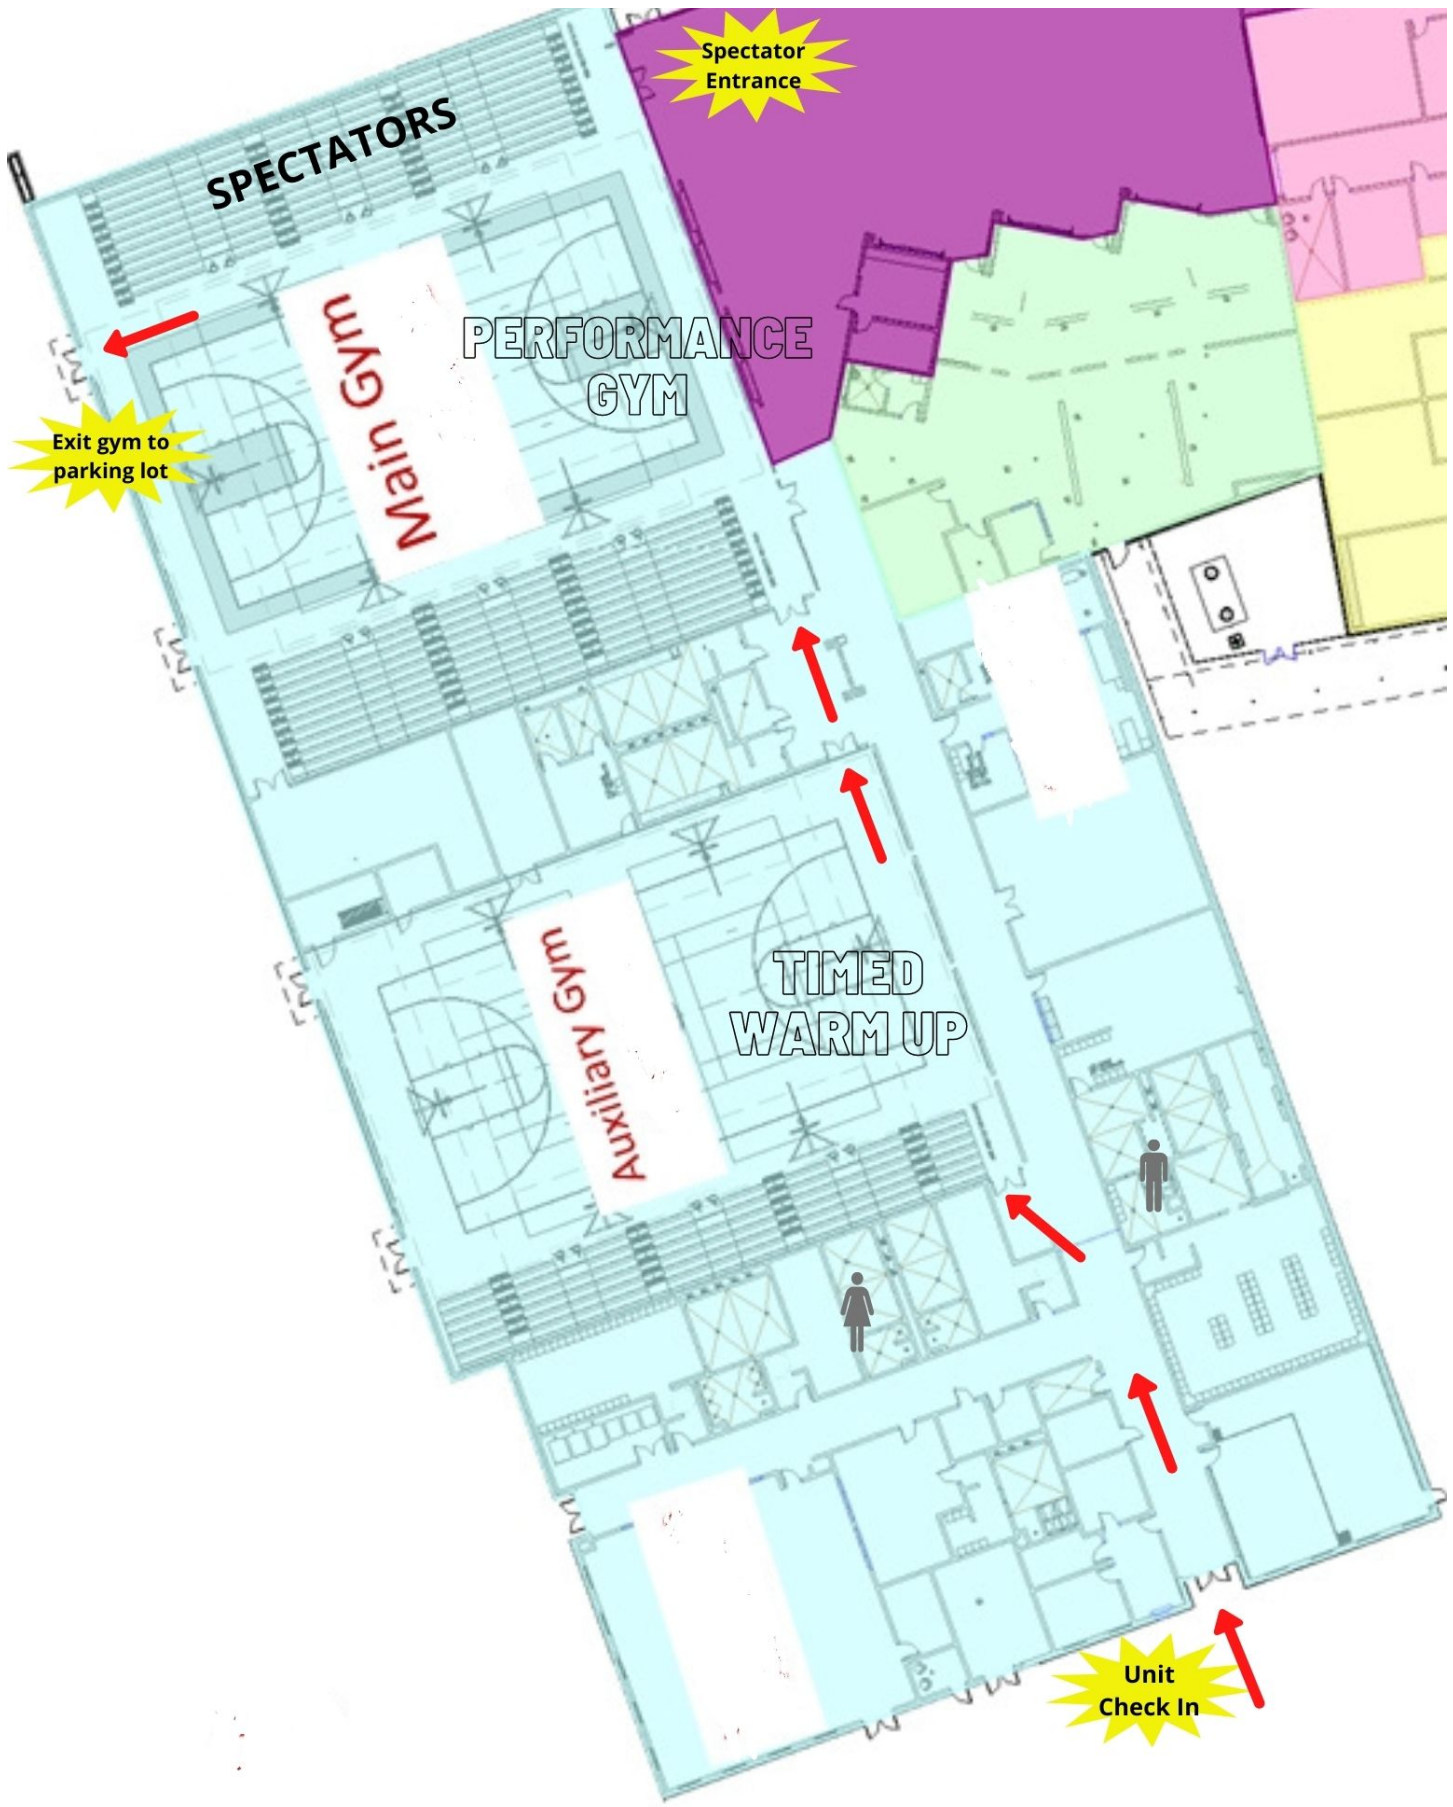 Spectator
Entrance
SPECTATORS
Main Gym
PERFORMANCE
GYM
Exit gym to
parking lot
Auxiliary Gym
TIMED
WARM UP
Unit
Check In